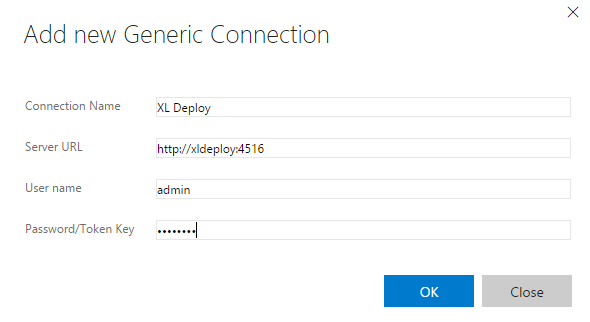 Add new Generic Connection
Connection Name XL Deploy
Server URL http://xldeploy:4516
User name admin
Password/Token Key ••••••••
OK Close